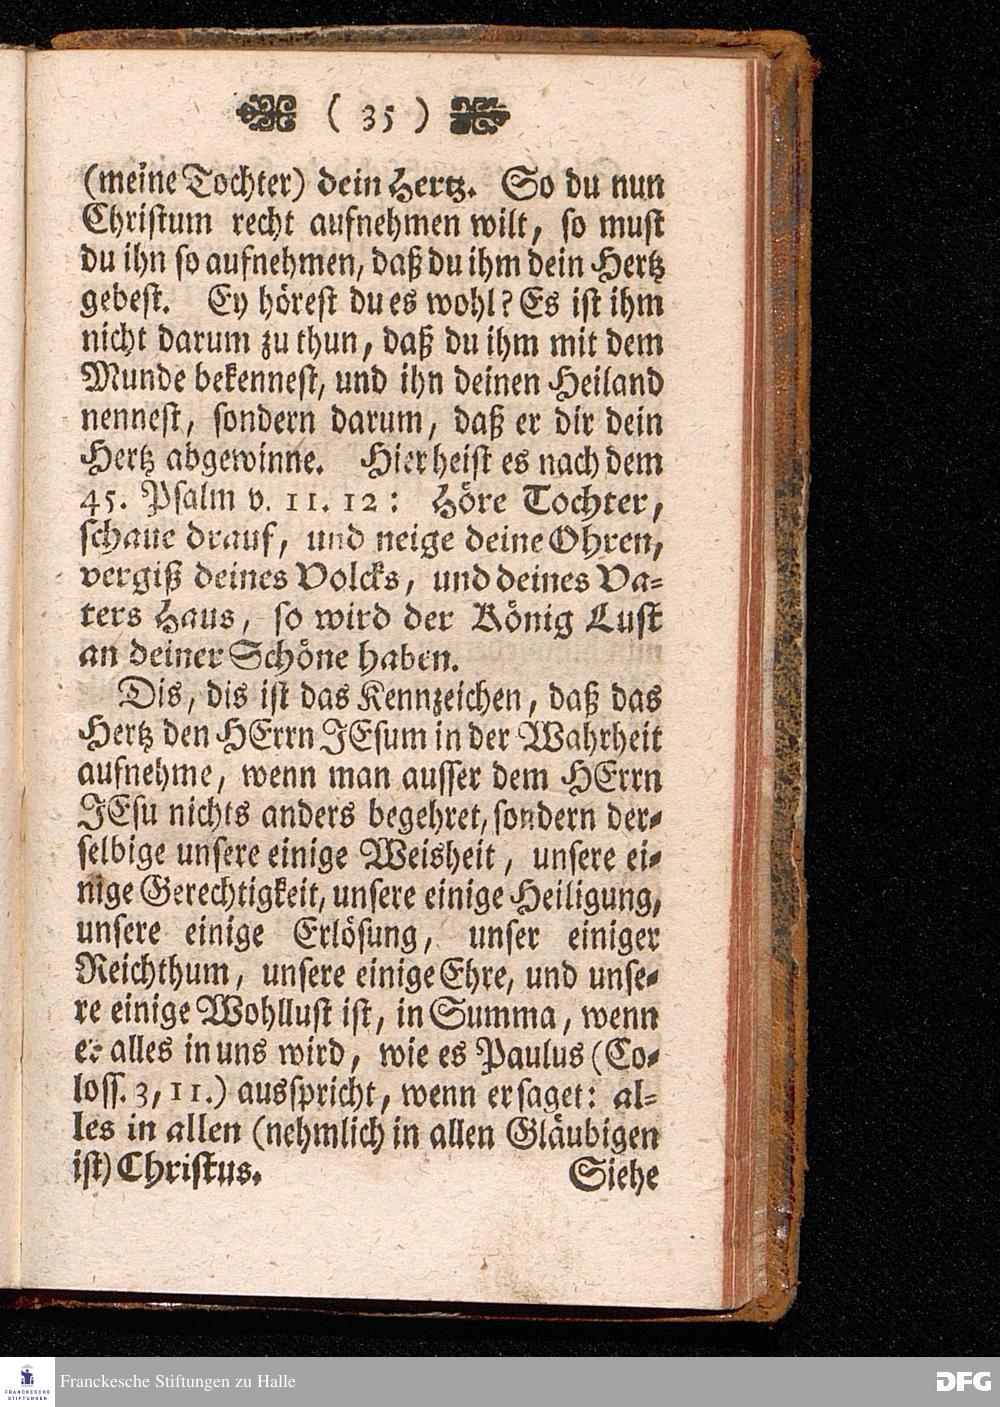 ( 35 )
(meine Tochter) dein Hertz. So du nun
Christum recht aufnehmen wilt, so must
du ihn so aufnehmen, daß du ihm dein Hertz
gebest. Ey hörest du es wohl? Es ist ihm
nicht darum zu thun, daß du ihm mit dem
Munde bekennest, und ihn deinen Heiland
nennest, sondern darum, daß er dir dein
Hertz abgewinne. Hier heist es nach dem
45. Psalm v. 11. 12: Höre Tochter,
schaue drauf, und neige deine Ohren,
vergiß deines Volcks, und deines Va-
ters Haus, so wird der König Lust
an deiner Schöne haben.
Dis, dis ist das Kennzeichen, daß das
Hertz den HErrn JEsum in der Wahrheit
aufnehme, wenn man ausser dem HErrn
JEsu nichts anders begehret, sondern der-
selbige unsere einige Weisheit, unsere ei-
nige Gerechtigkeit, unsere einige Heiligung,
unsere einige Erlösung, unser einiger
Reichthum, unsere einige Ehre, und unse-
re einige Wohllust ist, in Summa, wenn
er alles in uns wird, wie es Paulus (Co-
loss. 3, 11.) ausspricht, wenn er saget: al-
les in allen (nehmlich in allen Gläubigen
ist) Christus.
Siehe
FRANCKESCHE STIFTUNGEN
Franckesche Stiftungen zu Halle
DFG